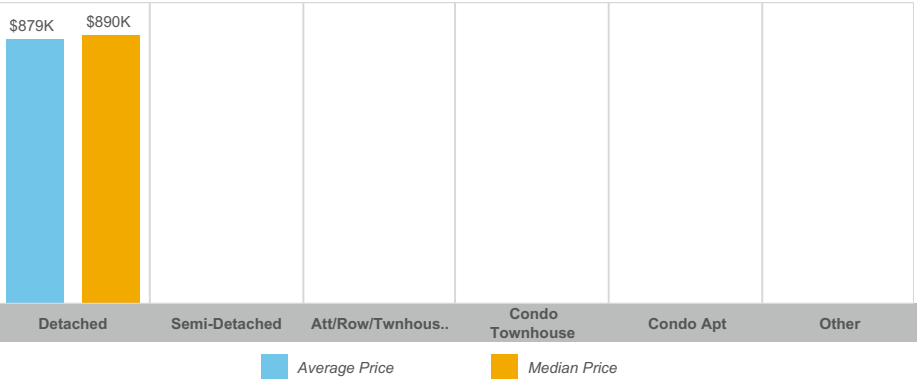 $879K
$890K
Detached
Semi-Detached
Att/Row/Twnhous..
Condo
Townhouse
Condo Apt
Other
Average Price
Median Price